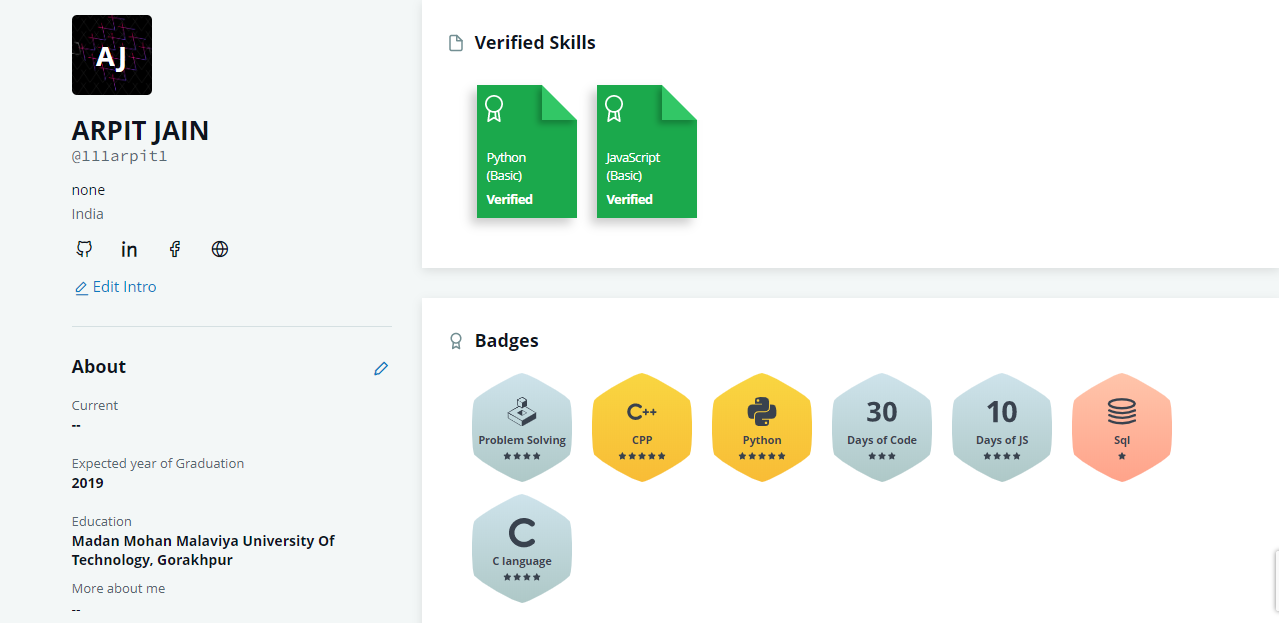 AJ
ARPIT JAIN
@111arpit1
none
India
in
Edit Intro
About
Current
--
Expected year of Graduation
2019
Education
Madan Mohan Malaviya University Of
Technology, Gorakhpur
More about me
--
Verified Skills
Python
(Basic)
Verified
JavaScript
(Basic)
Verified
Badges
Problem Solving
C++
CPP
Python
30
Days of Code
10
Days of JS
Sql
C
C language